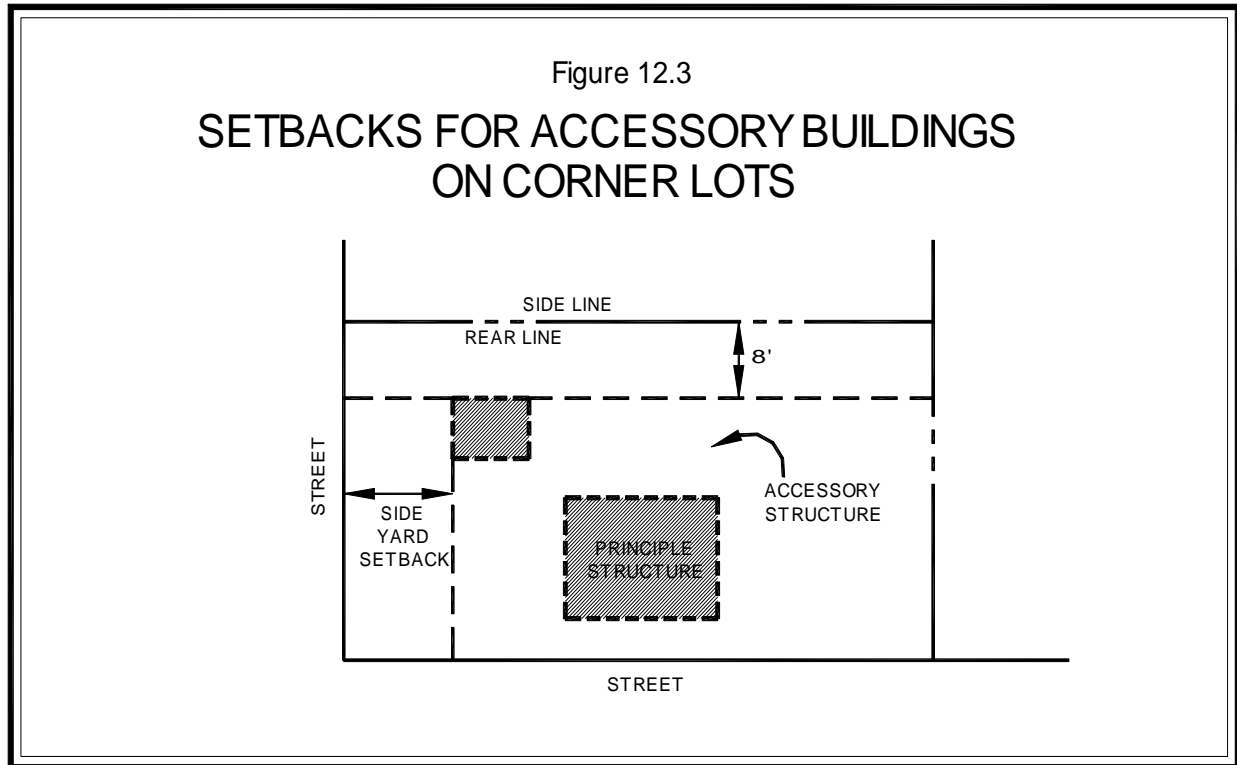 Figure 12.3
SETBACKS FOR ACCESSORY BUILDINGS
ON CORNER LOTS
SIDE LINE
REAR LINE
8'
STREET
SIDE
YARD
SETBACK
ACCESSORY
STRUCTURE
PRINCIPLE
STRUCTURE
STREET